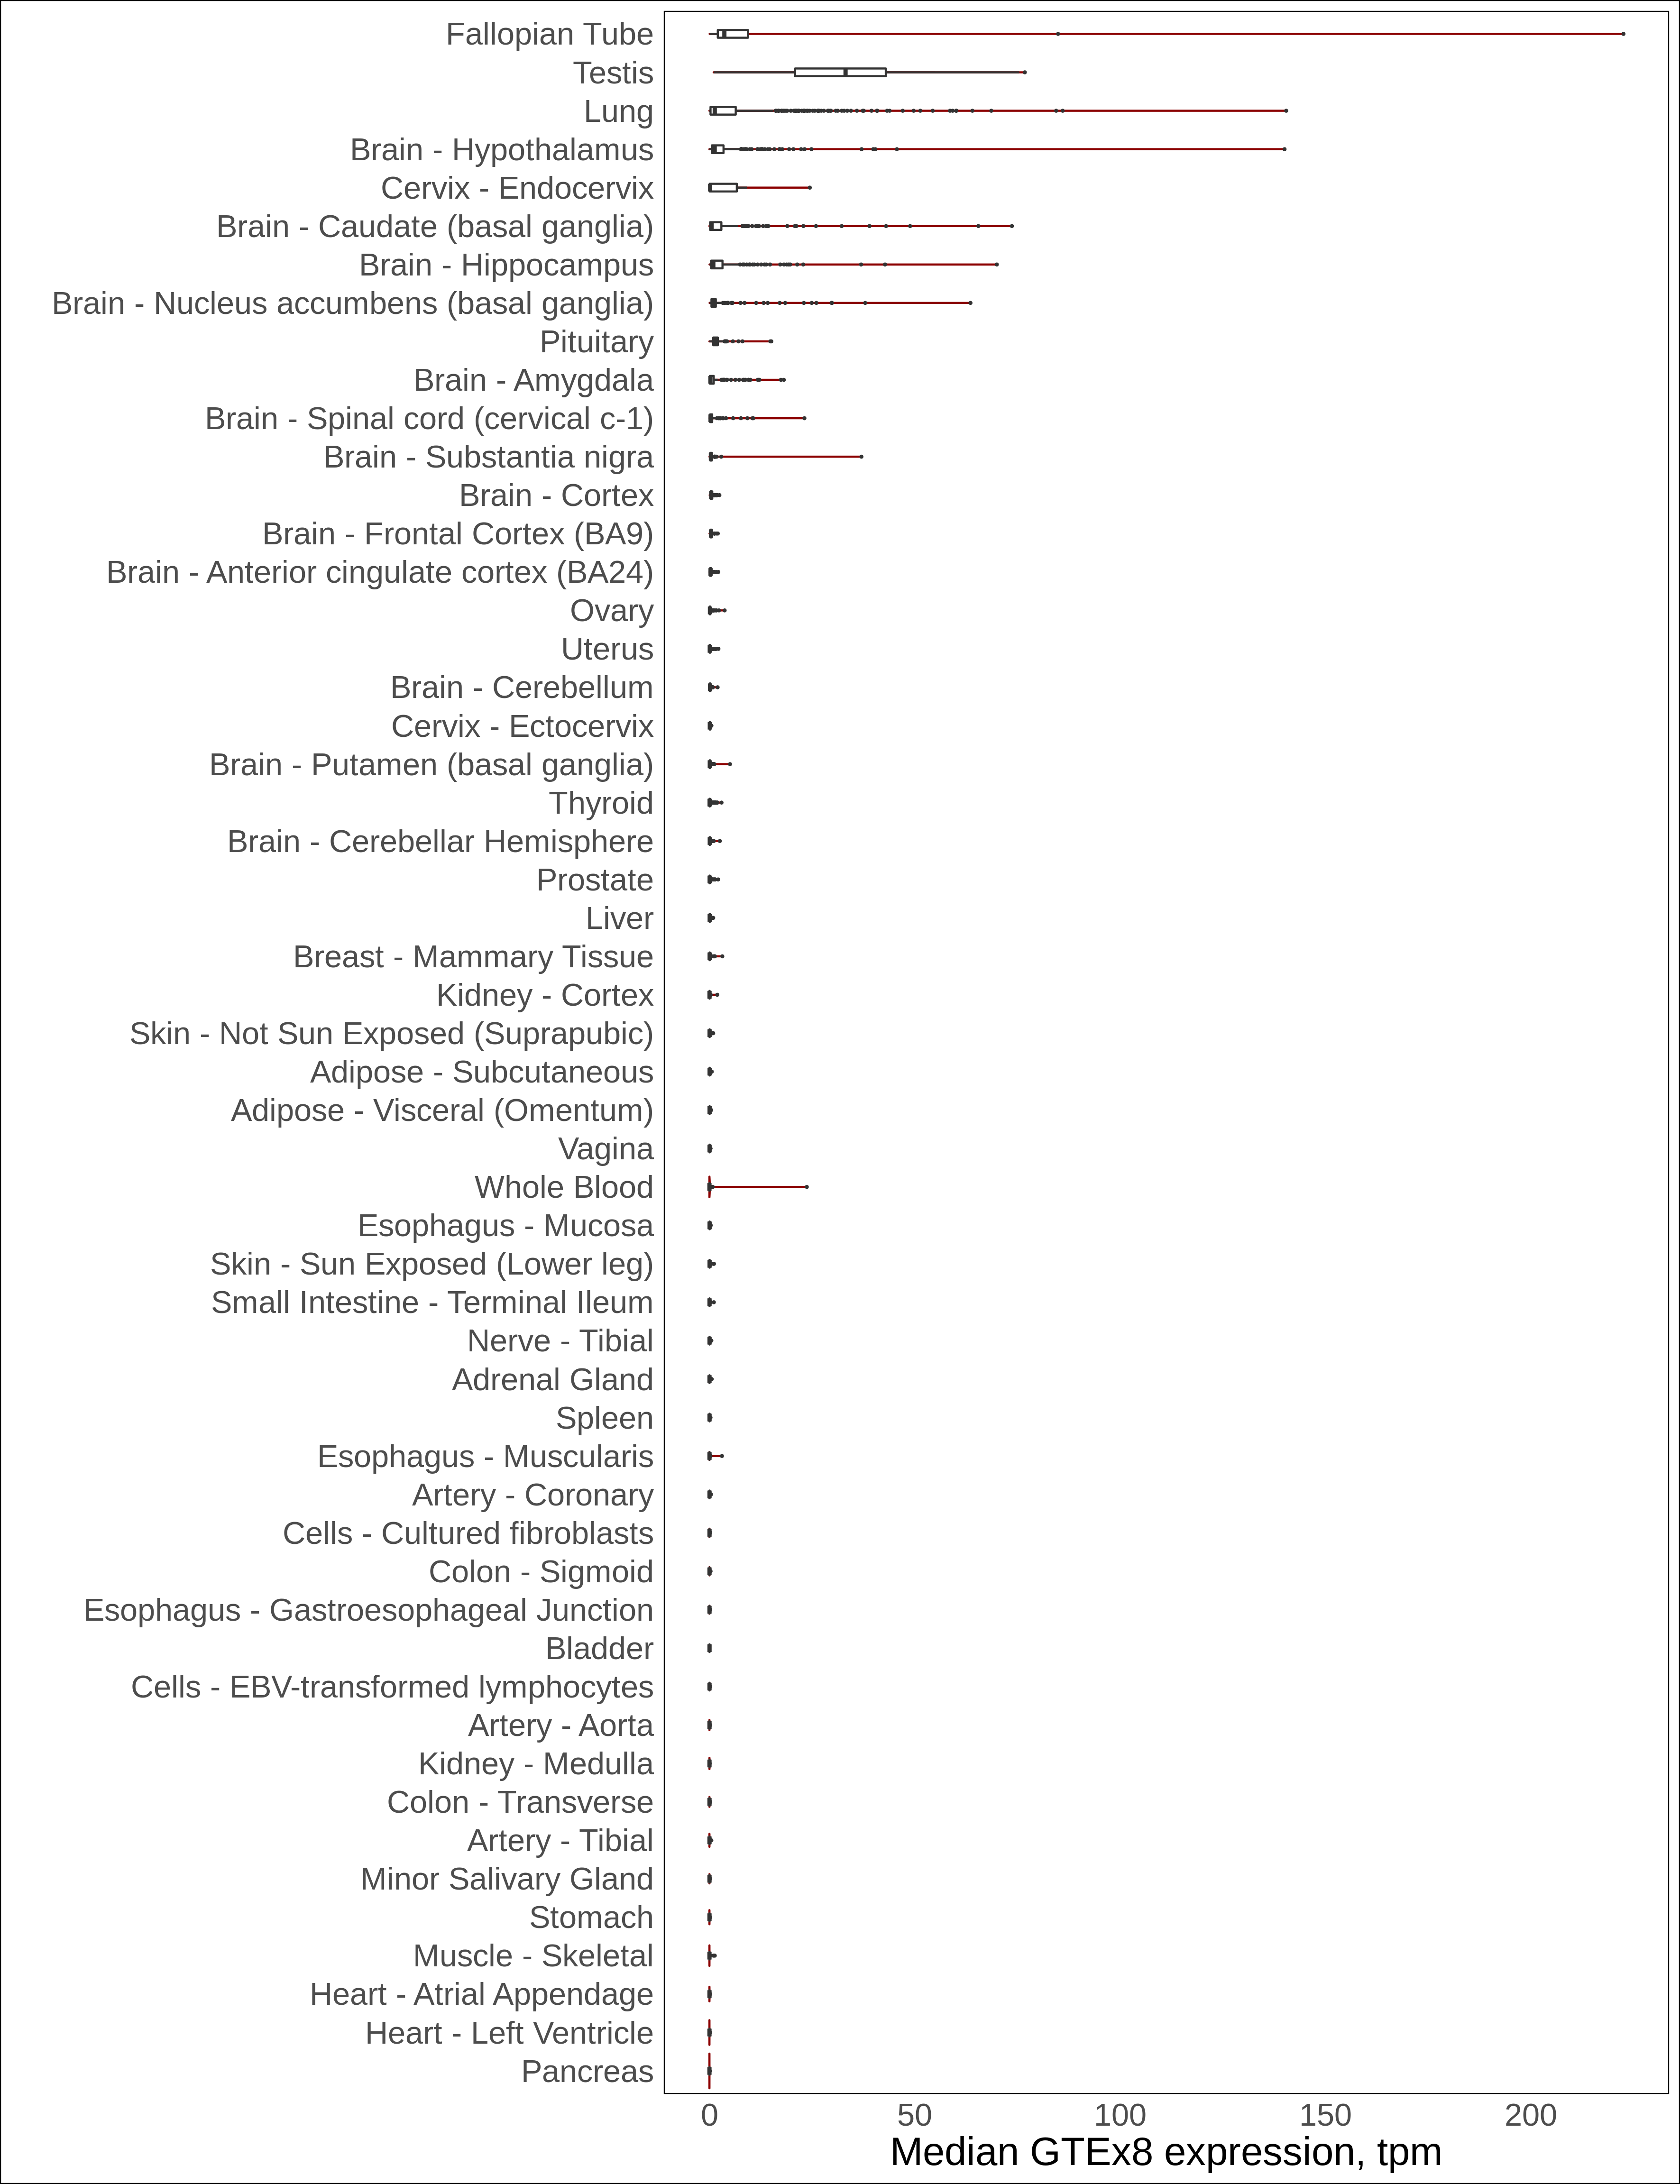 Fallopian Tube
Testis
Lung
Brain - Hypothalamus
Cervix - Endocervix
Brain - Caudate (basal ganglia)
Brain - Hippocampus
Brain - Nucleus accumbens (basal ganglia)
Pituitary
Brain - Amygdala
Brain - Spinal cord (cervical c-1)
Brain - Substantia nigra
Brain - Cortex
Brain - Frontal Cortex (BA9)
Brain - Anterior cingulate cortex (BA24)
Ovary
Uterus
Brain - Cerebellum
Cervix - Ectocervix
Brain - Putamen (basal ganglia)
Thyroid
Brain - Cerebellar Hemisphere
Prostate
Liver
Breast - Mammary Tissue
Kidney - Cortex
Skin - Not Sun Exposed (Suprapubic)
Adipose - Subcutaneous
Adipose - Visceral (Omentum)
Vagina
Whole Blood
Esophagus - Mucosa
Skin - Sun Exposed (Lower leg)
Small Intestine - Terminal Ileum
Nerve - Tibial
Adrenal Gland
Spleen
Esophagus - Muscularis
Artery - Coronary
Cells - Cultured fibroblasts
Colon - Sigmoid
Esophagus - Gastroesophageal Junction
Bladder
Cells - EBV-transformed lymphocytes
Artery - Aorta
Kidney - Medulla
Colon - Transverse
Artery - Tibial
Minor Salivary Gland
Stomach
Muscle - Skeletal
Heart - Atrial Appendage
Heart - Left Ventricle
Pancreas
0 50 100 150 200
Median GTEx8 expression, tpm